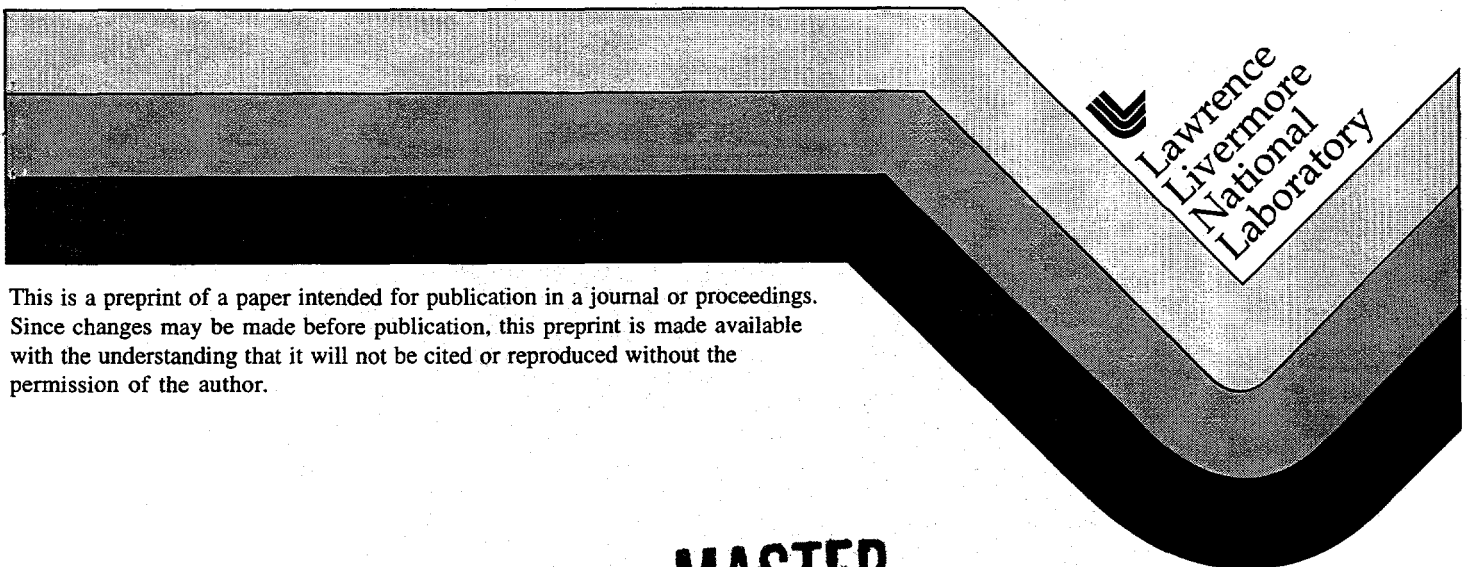 Lawrence
Livermore
National
Laboratory
This is a preprint of a paper intended for publication in a journal or proceedings.
Since changes may be made before publication, this preprint is made available
with the understanding that it will not be cited or reproduced without the
permission of the author.
MASTER